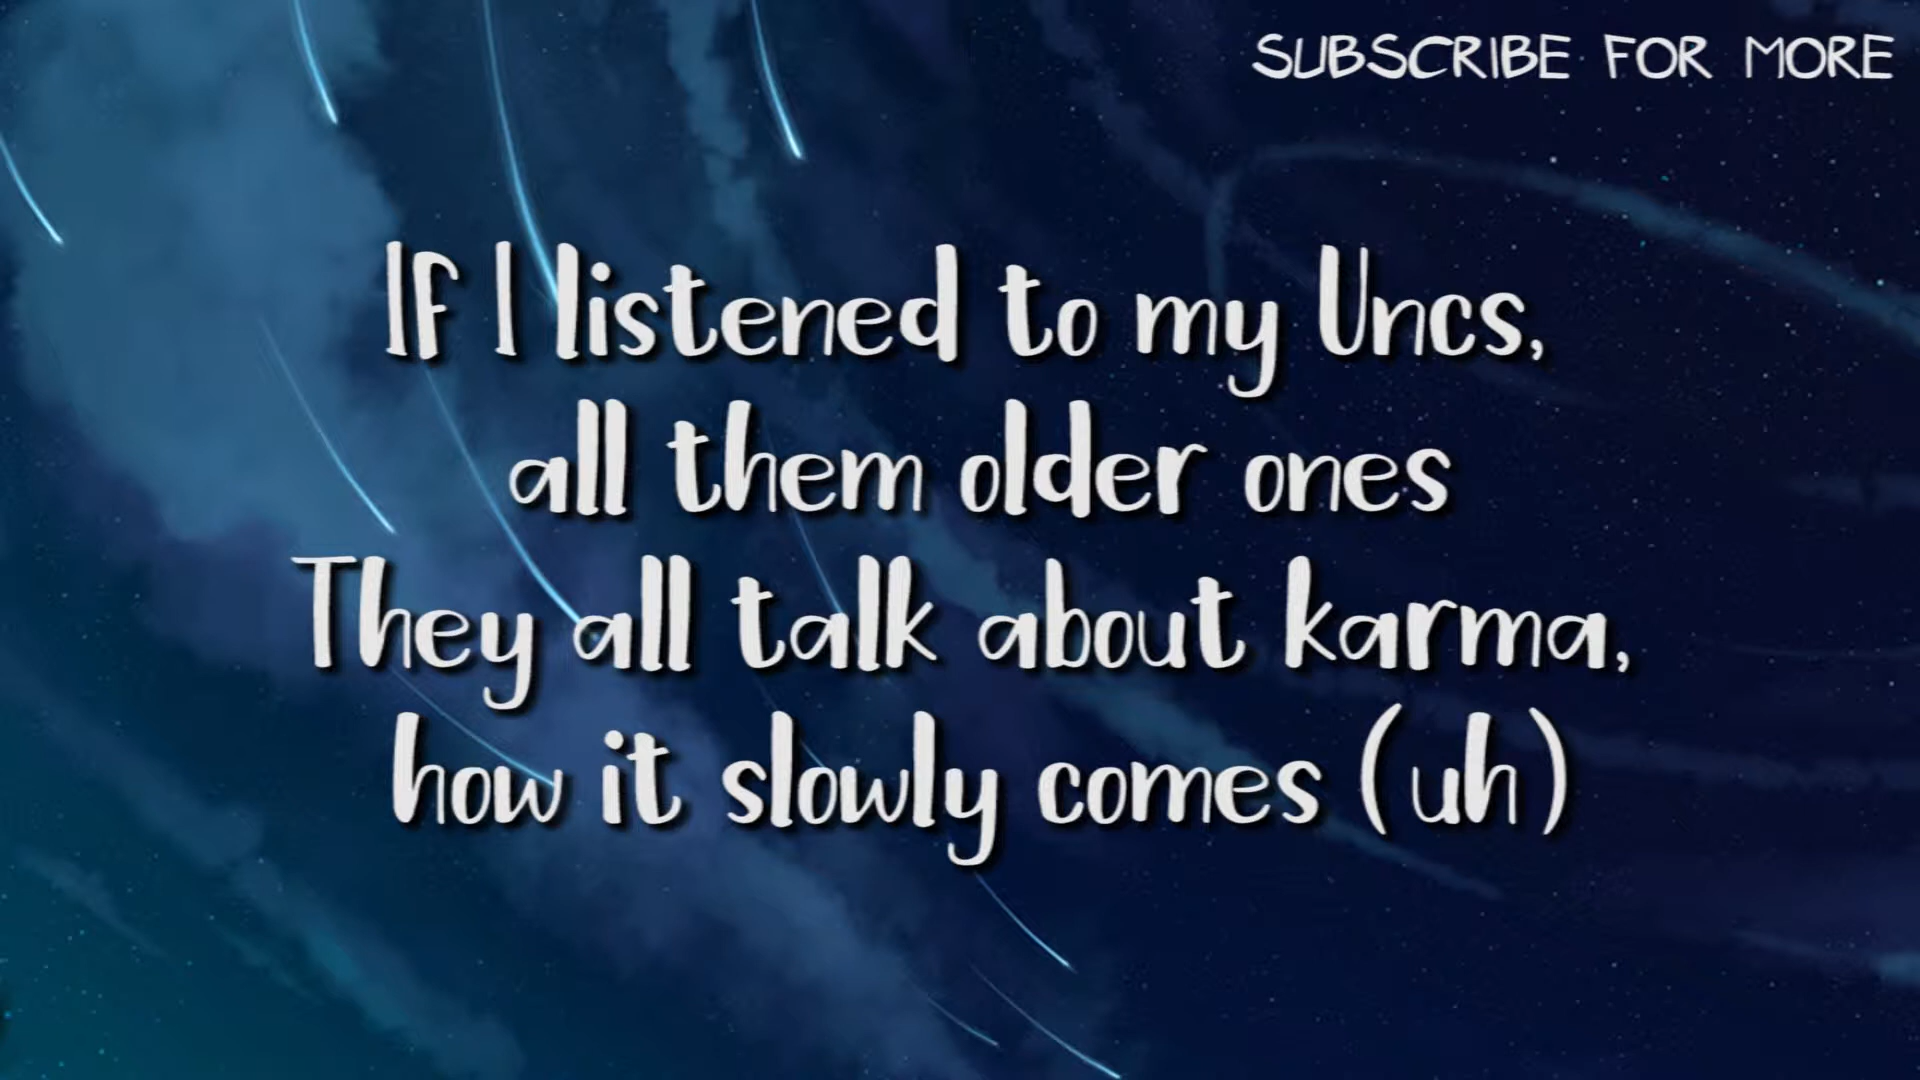 SUBSCRIBE FOR MORE
If I listened to my Uncs,
all them older ones
They all talk about karma,
how it slowly comes (uh)